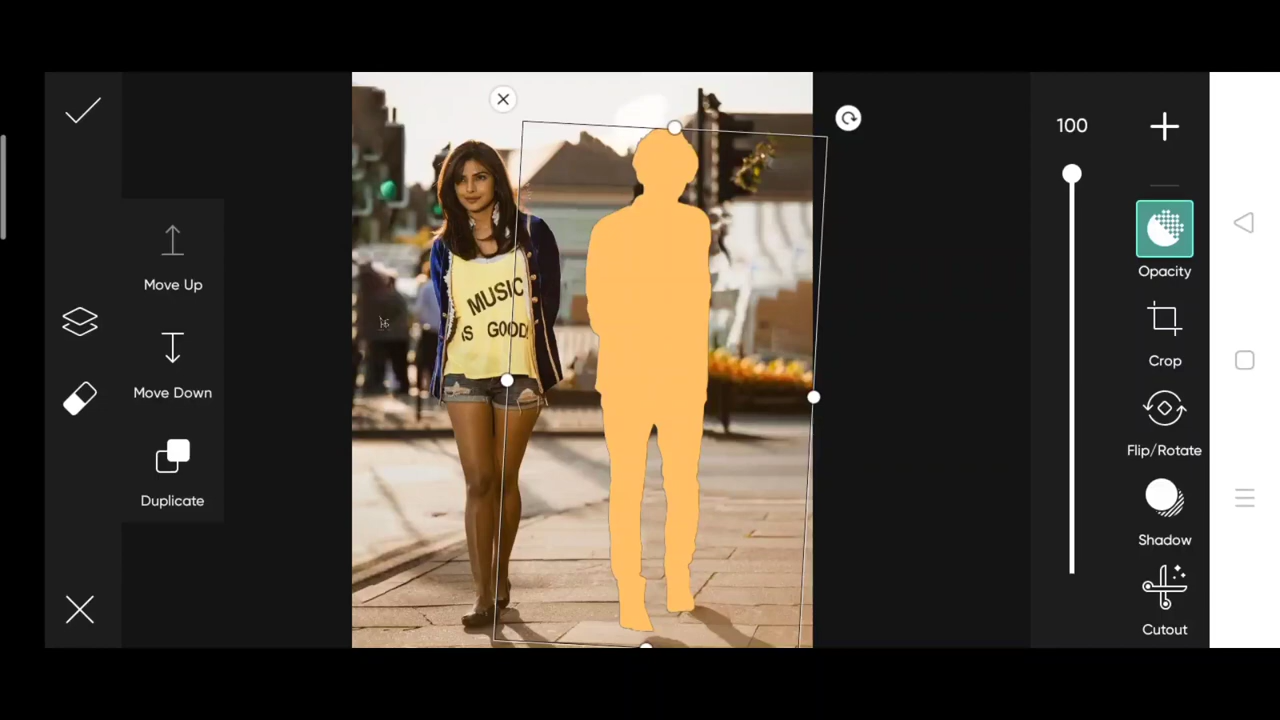 100
Move Up
Move Down
Duplicate
MUSIC
IS GOOD
Opacity
Crop
Flip/Rotate
Shadow
Cutout